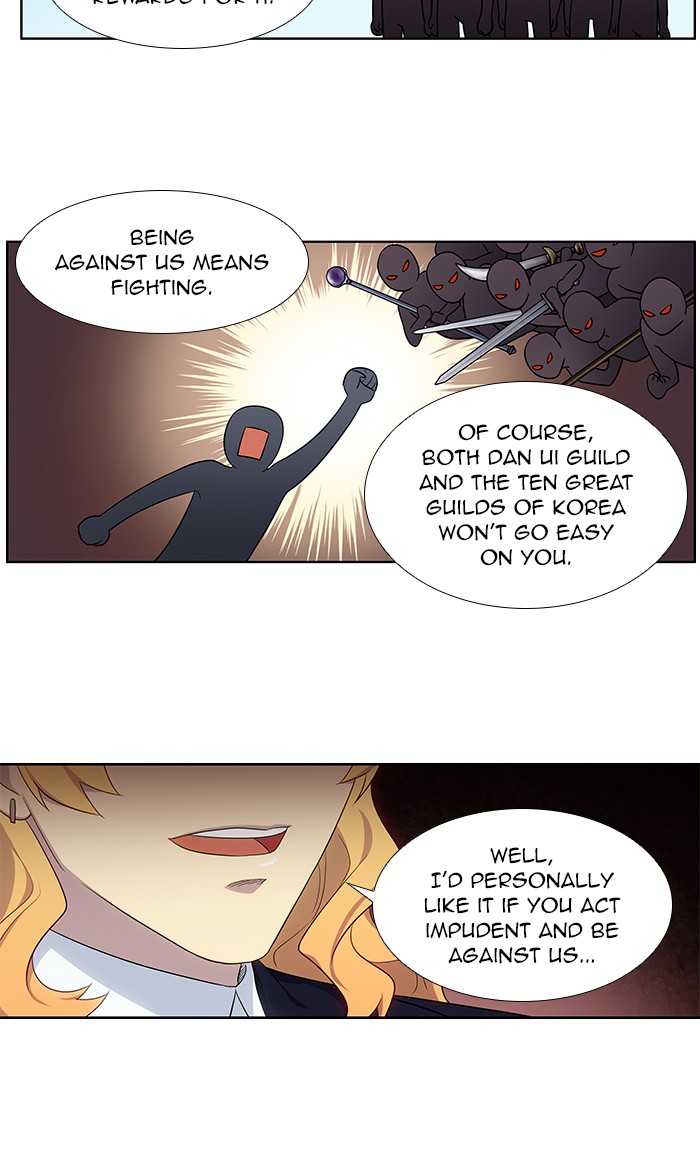 REWARDS FOR IT.
BEING
AGAINST US MEANS
FIGHTING.
OF COURSE,
BOTH DAN UI GUILD
AND THE TEN GREAT
GUILDS OF KOREA
WON'T GO EASY
ON YOU.
WELL,
I'D PERSONALLY
LIKE IT IF YOU ACT
IMPUDENT AND BE
AGAINST US...